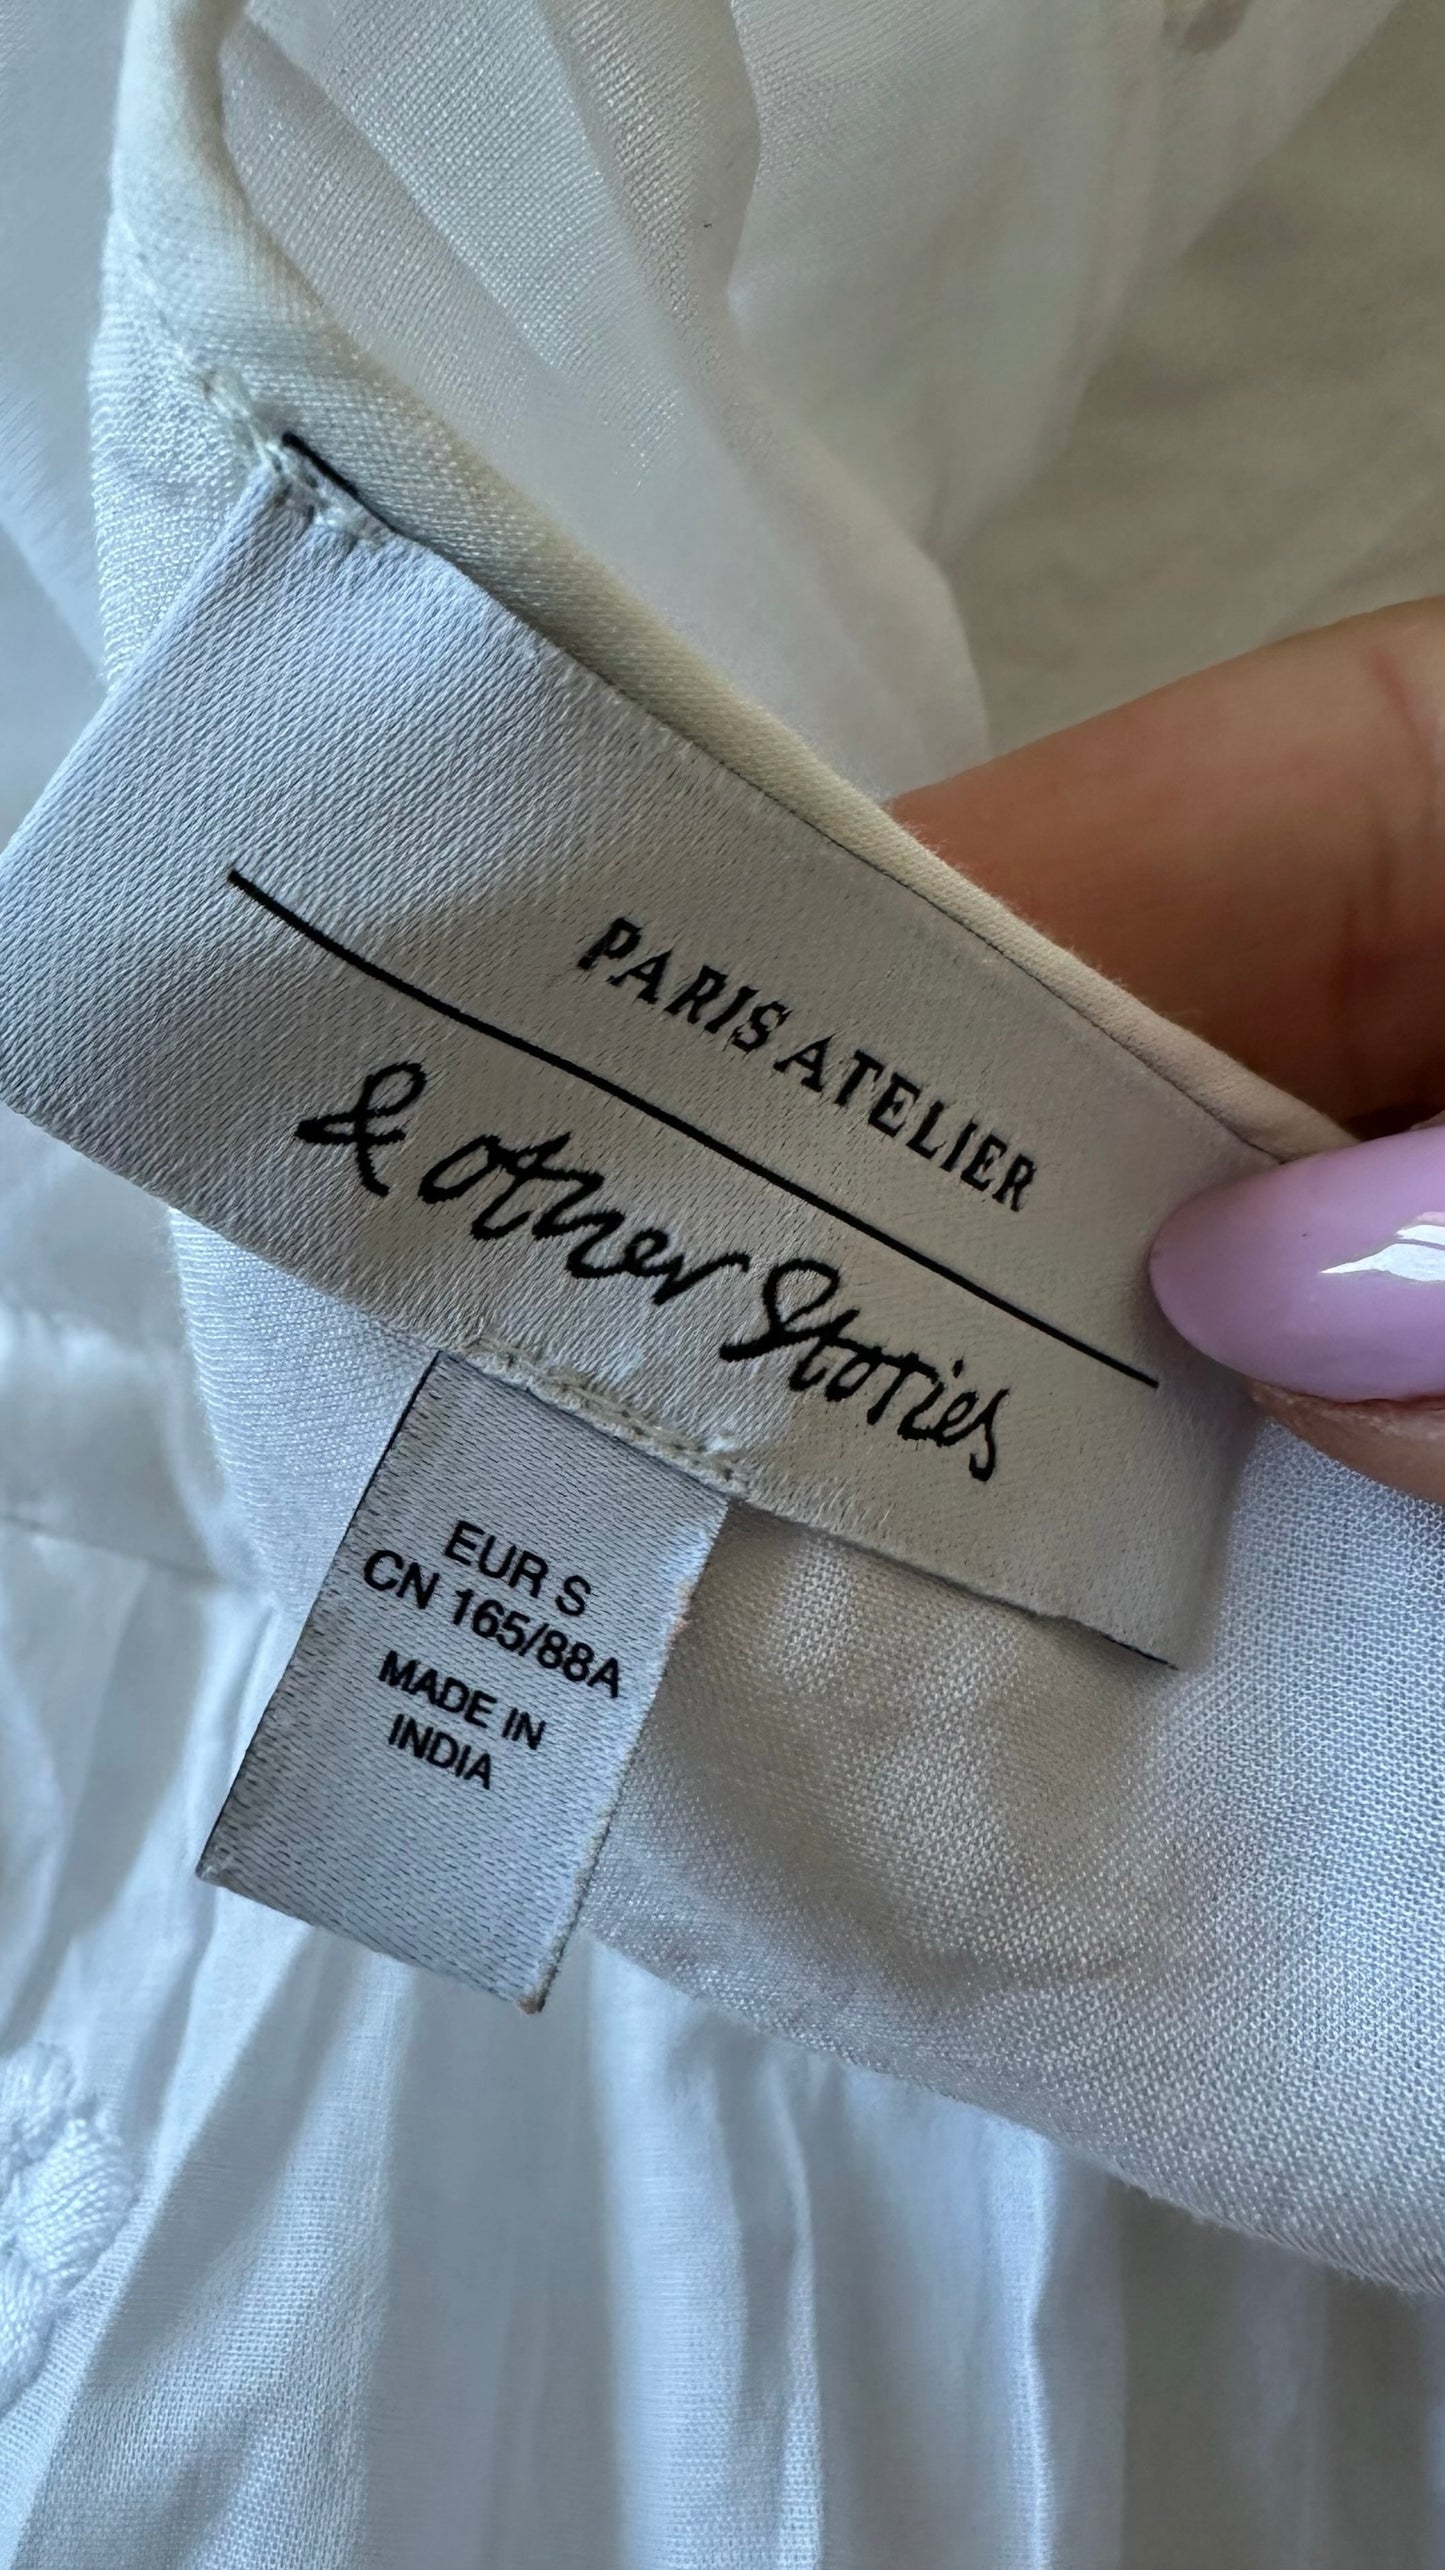 PARIS ATELIER
& other Stories
EUR S
CN 165/88A
MADE IN
INDIA